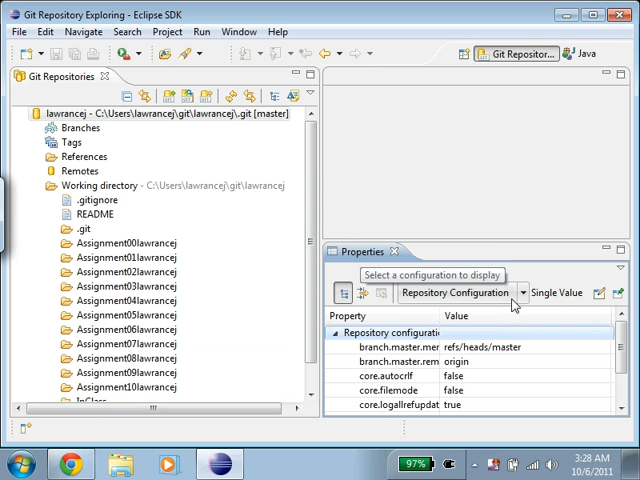 Git Repository Exploring - Eclipse SDK
File Edit Navigate Search Project Run Window Help
Git Repositor... Java
Git Repositories
lawrancej - C:\Users\lawrancej\git\lawrancej\.git [master]
Branches
Tags
References
Remotes
Working directory - C:\Users\lawrancej\git\lawrancej
.gitignore
README
.git
Assignment00lawrancej
Assignment01lawrancej
Assignment02lawrancej
Assignment03lawrancej
Assignment04lawrancej
Assignment05lawrancej
Assignment06lawrancej
Assignment07lawrancej
Assignment08lawrancej
Assignment09lawrancej
Assignment10lawrancej
InClass
Properties
Select a configuration to display
Repository Configuration Single Value
Property Value
Repository configuratio
branch.master.mer refs/heads/master
branch.master.rem origin
core.autocrlf false
core.filemode false
core.logallrefupdat true
97%
3:28 AM
10/6/2011